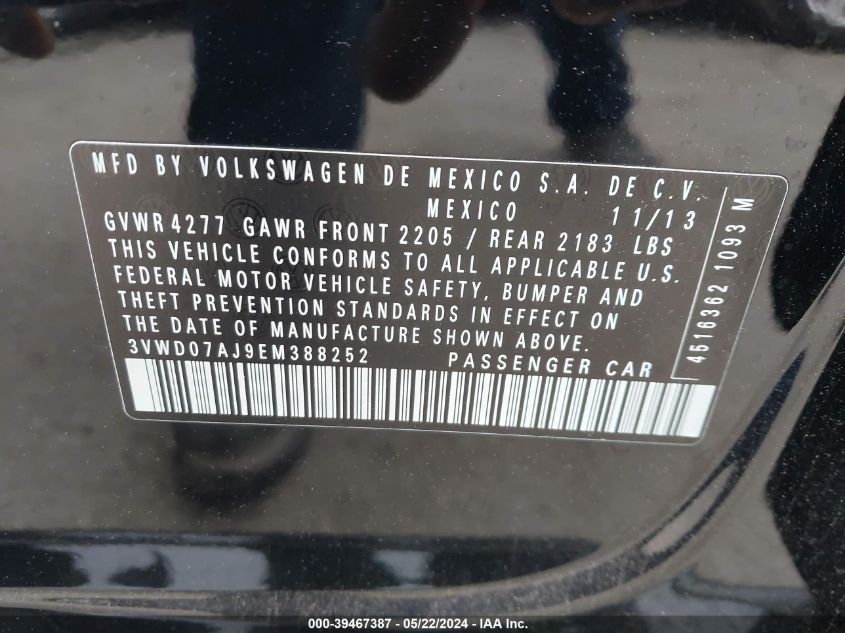 MFD BY VOLKSWAGEN DE MEXICO S.A. DE C.V.
MEXICO 11/13
GVWR 4277 GAWR FRONT 2205 / REAR 2183 LBS
THIS VEHICLE CONFORMS TO ALL APPLICABLE U.S.
FEDERAL MOTOR VEHICLE SAFETY, BUMPER AND
THEFT PREVENTION STANDARDS IN EFFECT ON
THE DATE OF MANUFACTURE SHOWN ABOVE.
3VWD07AJ9EM388252 PASSENGER CAR
4516362 1093 M
000-39467387 - 05/22/2024 - IAA Inc.